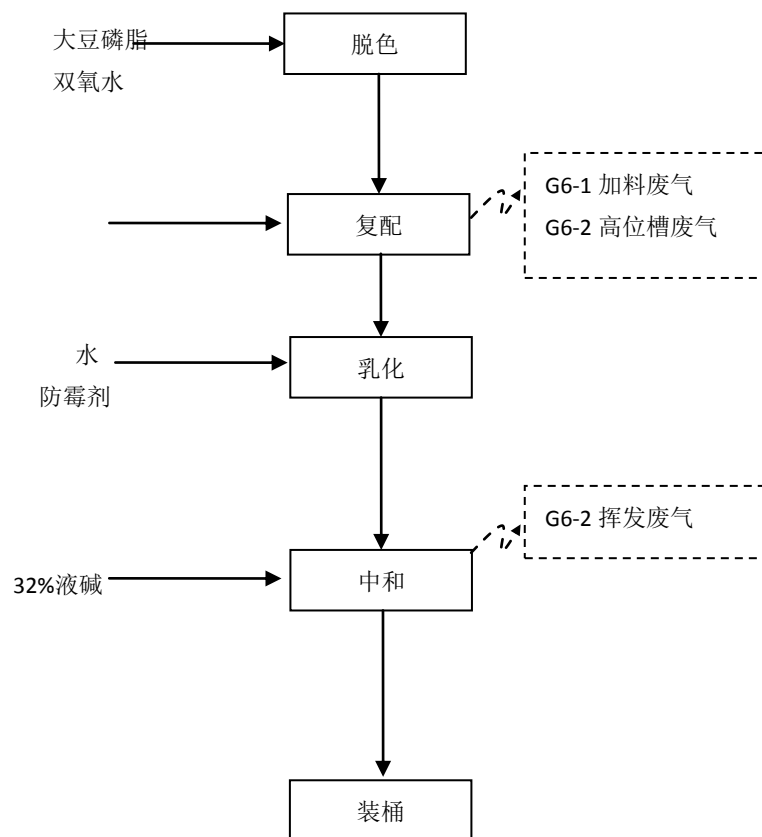 大豆磷脂
双氧水
脱色
复配
G6-1 加料废气
G6-2 高位槽废气
水
防霉剂
乳化
G6-2 挥发废气
32%液碱
中和
装桶